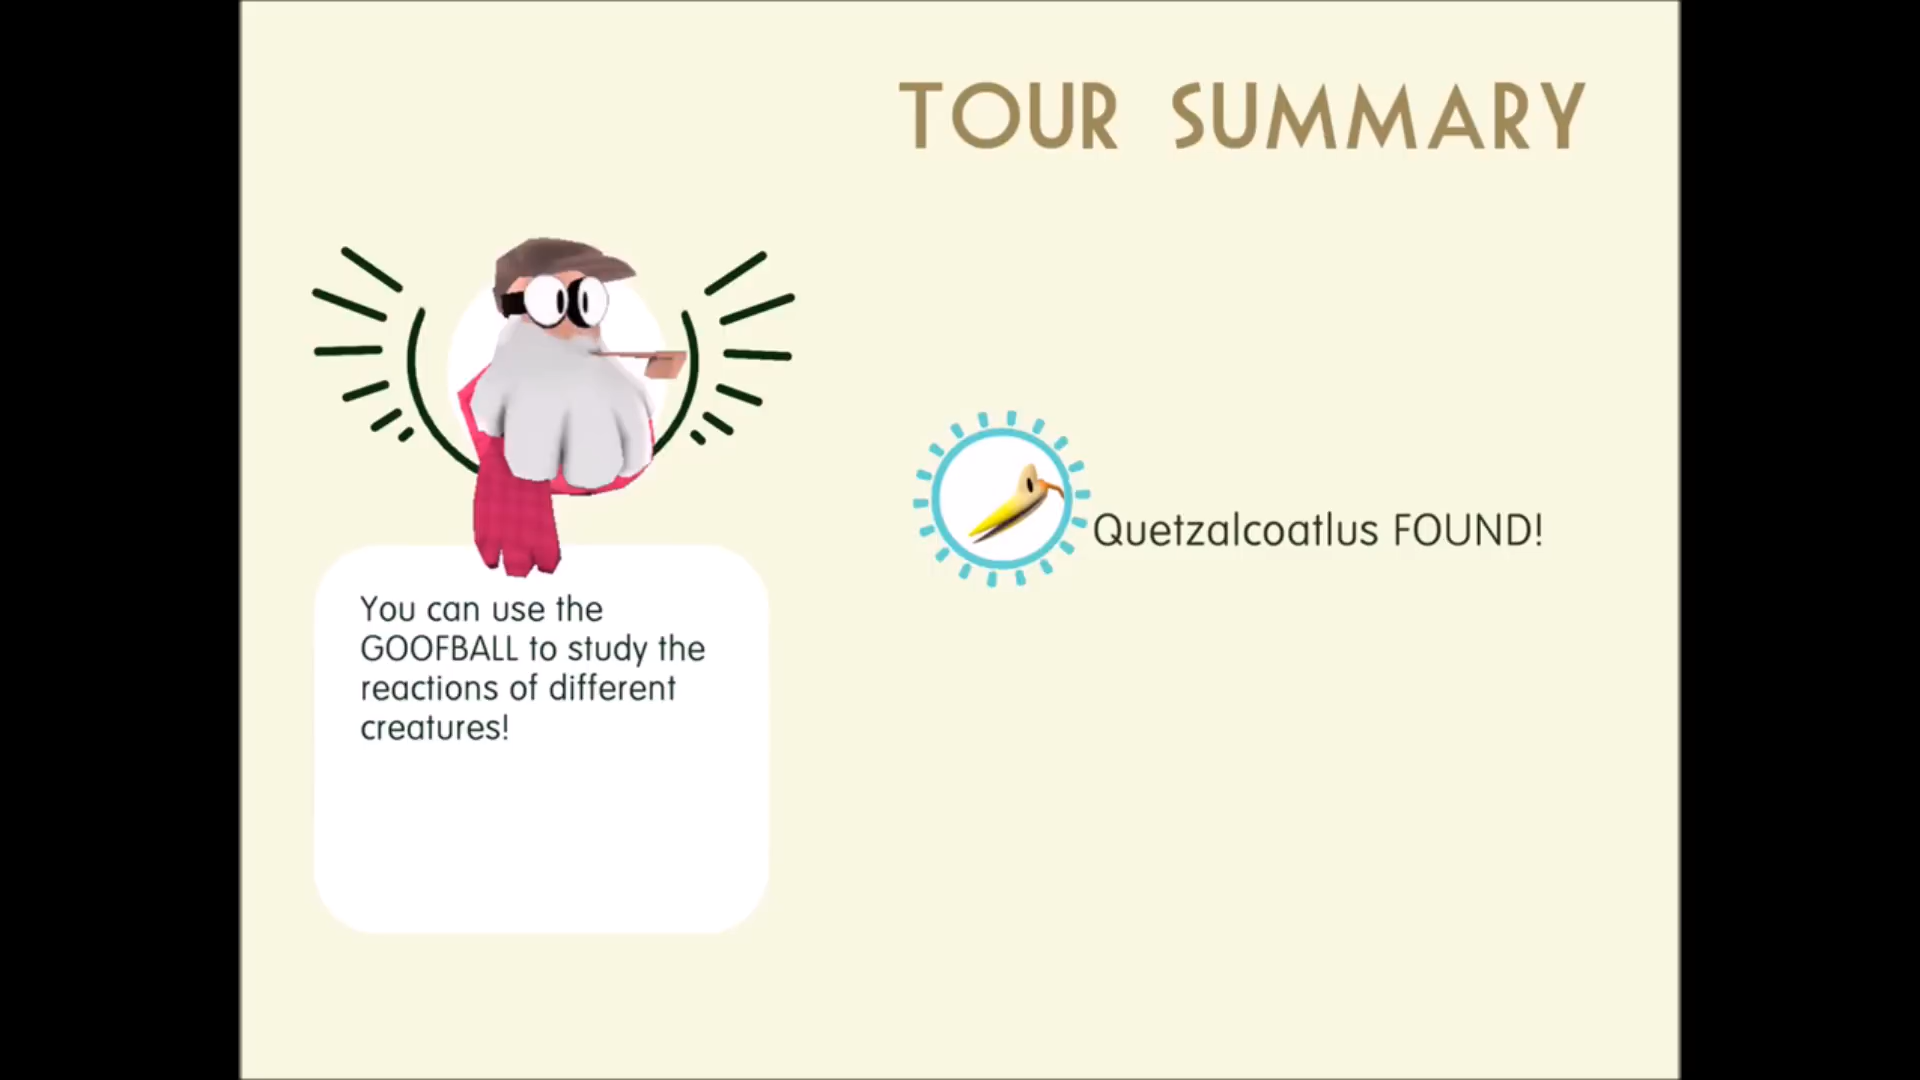 TOUR SUMMARY
Quetzalcoatlus FOUND!
You can use the
GOOFBALL to study the
reactions of different
creatures!